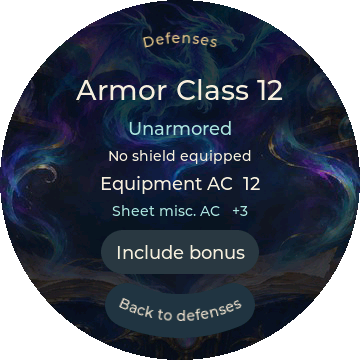 Defenses
Armor Class 12
Unarmored
No shield equipped
Equipment AC 12
Sheet misc. AC +3
Include bonus
Back to defenses